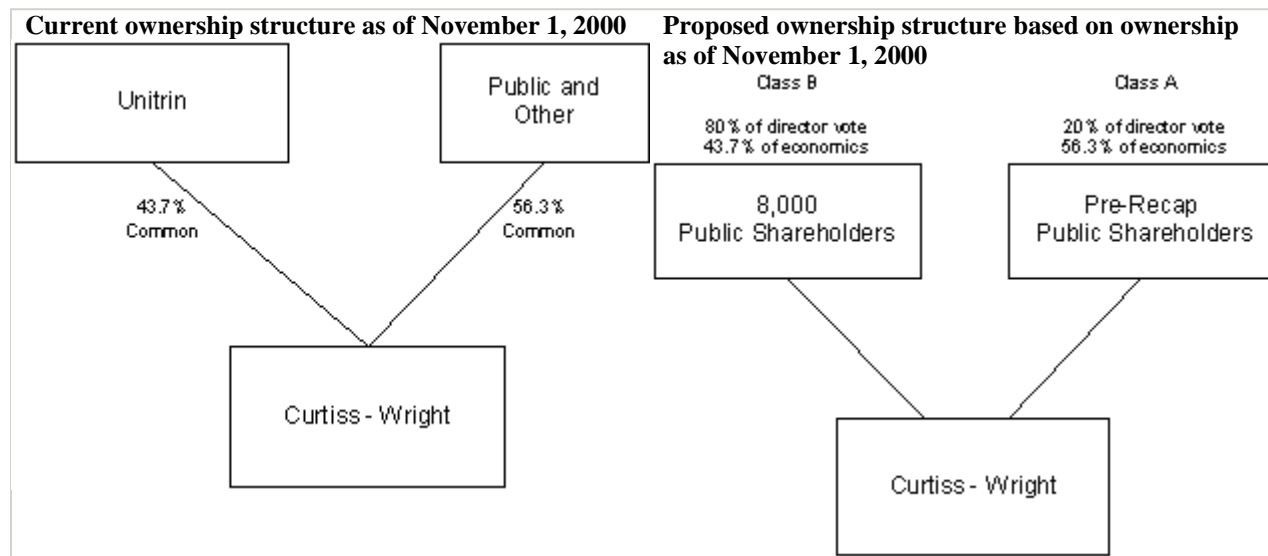 Current ownership structure as of November 1, 2000
Unitrin
Public and
Other
43.7%
Common
56.3%
Common
Curtiss - Wright
Proposed ownership structure based on ownership
as of November 1, 2000
Class B
80% of director vote
43.7% of economics
8,000
Public Shareholders
Class A
20% of director vote
56.3% of economics
Pre-Recap
Public Shareholders
Curtiss - Wright